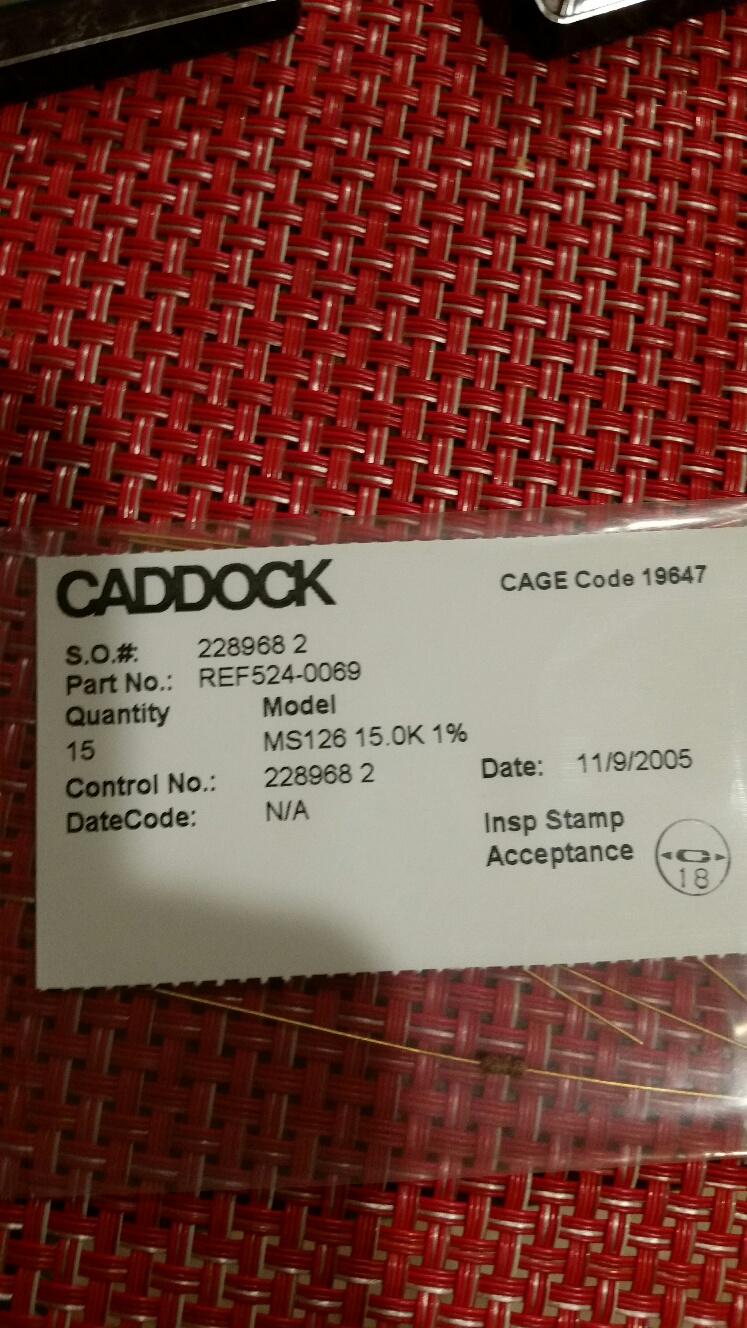 CADDOCK CAGE Code 19647
S.O.#: 228968 2
Part No.: REF524-0069
Quantity Model
15 MS126 15.0K 1%
Control No.: 228968 2 Date: 11/9/2005
DateCode: N/A Insp Stamp
Acceptance
18